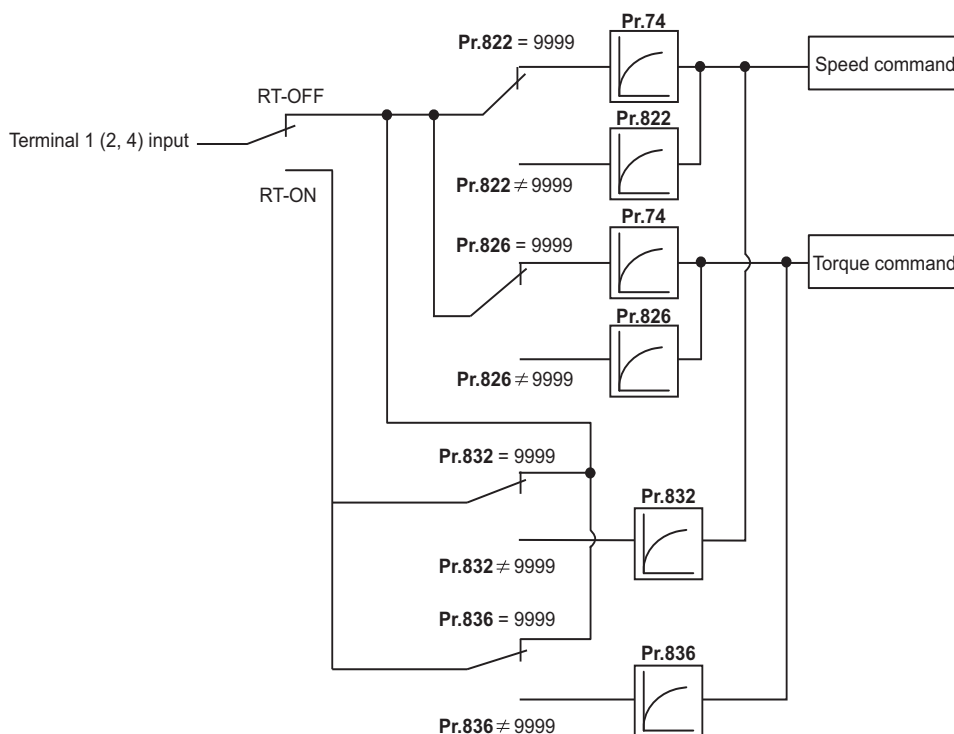 Pr.74
Pr.822 = 9999
Speed command
RT-OFF
Pr.822
Terminal 1 (2, 4) input
Pr.822 ≠ 9999
RT-ON
Pr.74
Pr.826 = 9999
Torque command
Pr.826
Pr.826 ≠ 9999
Pr.832 = 9999
Pr.832
Pr.832 ≠ 9999
Pr.836 = 9999
Pr.836
Pr.836 ≠ 9999